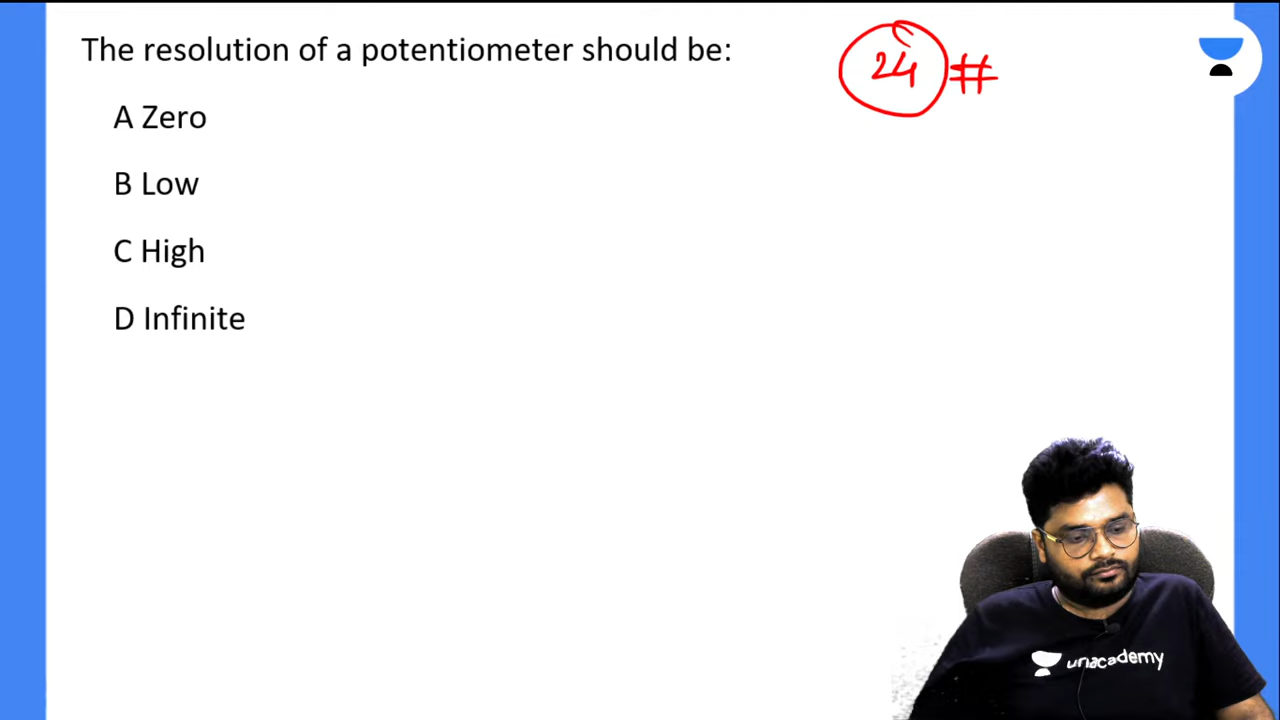 The resolution of a potentiometer should be:
24 #
A Zero
B Low
C High
D Infinite
unacademy